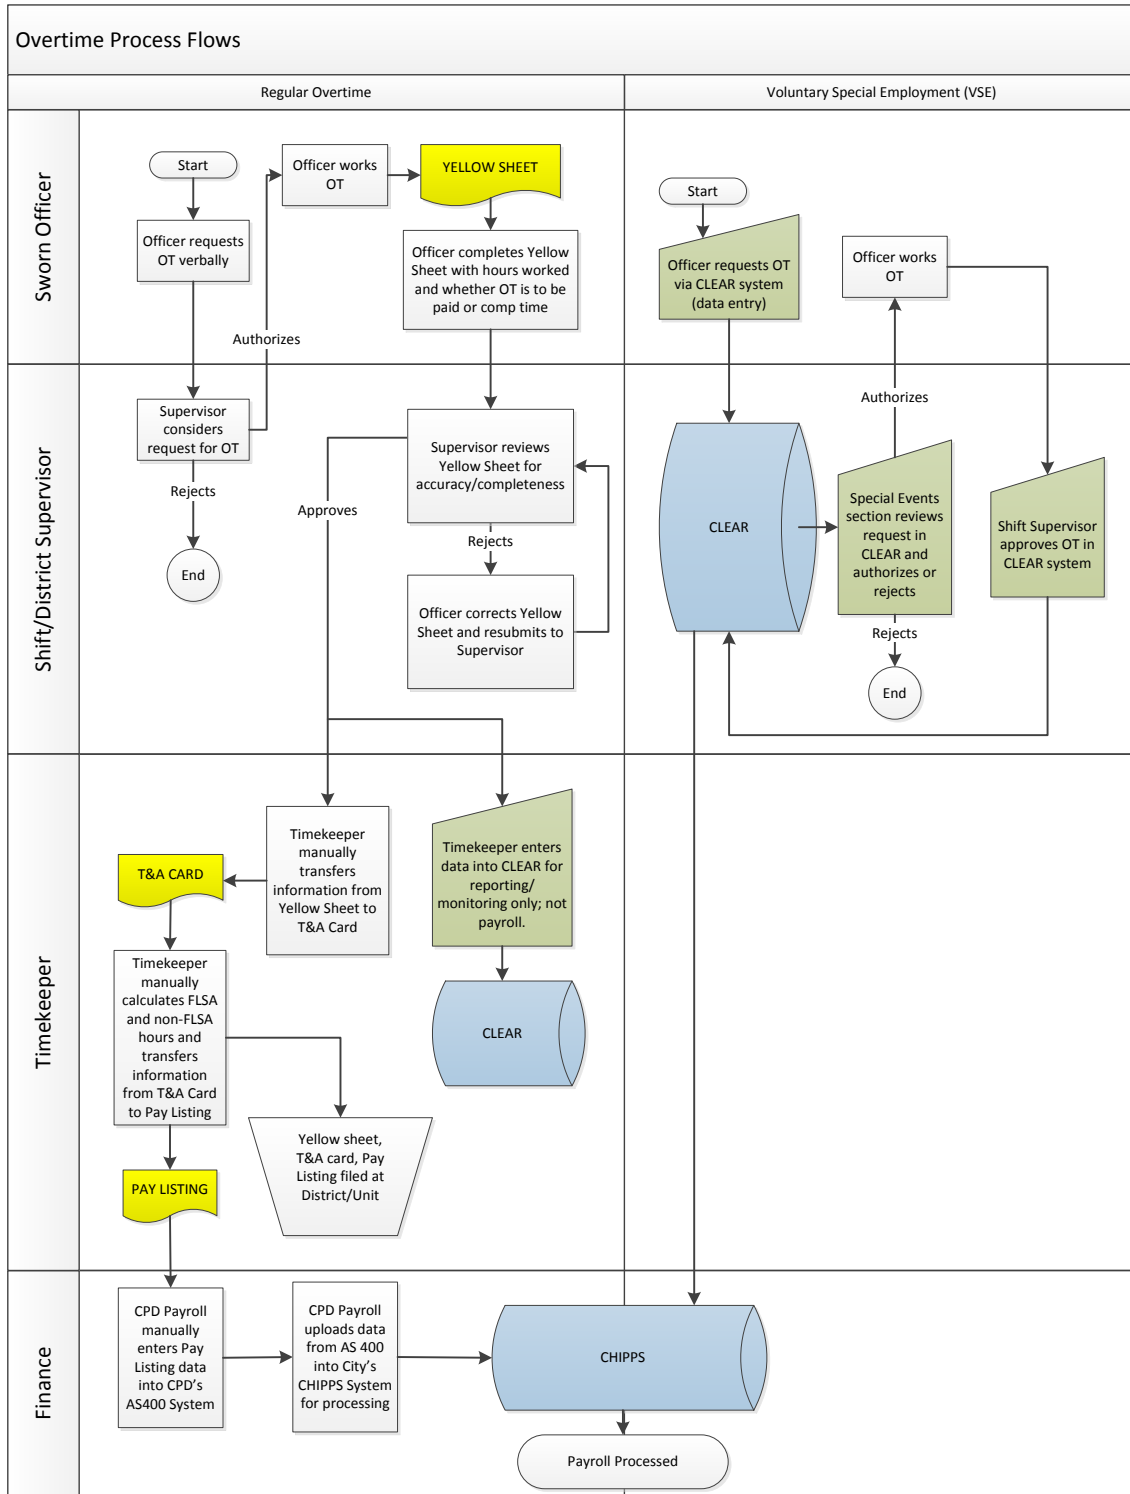 Overtime Process Flows
Regular Overtime
Voluntary Special Employment (VSE)
Sworn Officer
Start
Officer requests
OT verbally
Authorizes
Officer works
OT
YELLOW SHEET
Officer completes Yellow
Sheet with hours worked
and whether OT is to be
paid or comp time
Start
Officer requests OT
via CLEAR system
(data entry)
Officer works
OT
Shift/District Supervisor
Supervisor
considers
request for OT
Rejects
End
Approves
Supervisor reviews
Yellow Sheet for
accuracy/completeness
Rejects
Officer corrects Yellow
Sheet and resubmits to
Supervisor
CLEAR
Authorizes
Special Events
section reviews
request in
CLEAR and
authorizes or
rejects
Rejects
End
Shift Supervisor
approves OT in
CLEAR system
Timekeeper
T&A CARD
Timekeeper
manually
transfers
information from
Yellow Sheet to
T&A Card
Timekeeper enters
data into CLEAR for
reporting/
monitoring only; not
payroll.
CLEAR
Timekeeper
manually
calculates FLSA
and non-FLSA
hours and
transfers
information
from T&A Card
to Pay Listing
Yellow sheet,
T&A card, Pay
Listing filed at
District/Unit
PAY LISTING
Finance
CPD Payroll
manually
enters Pay
Listing data
into CPD's
AS400 System
CPD Payroll
uploads data
from AS 400
into City's
CHIPPS System
for processing
CHIPPS
Payroll Processed